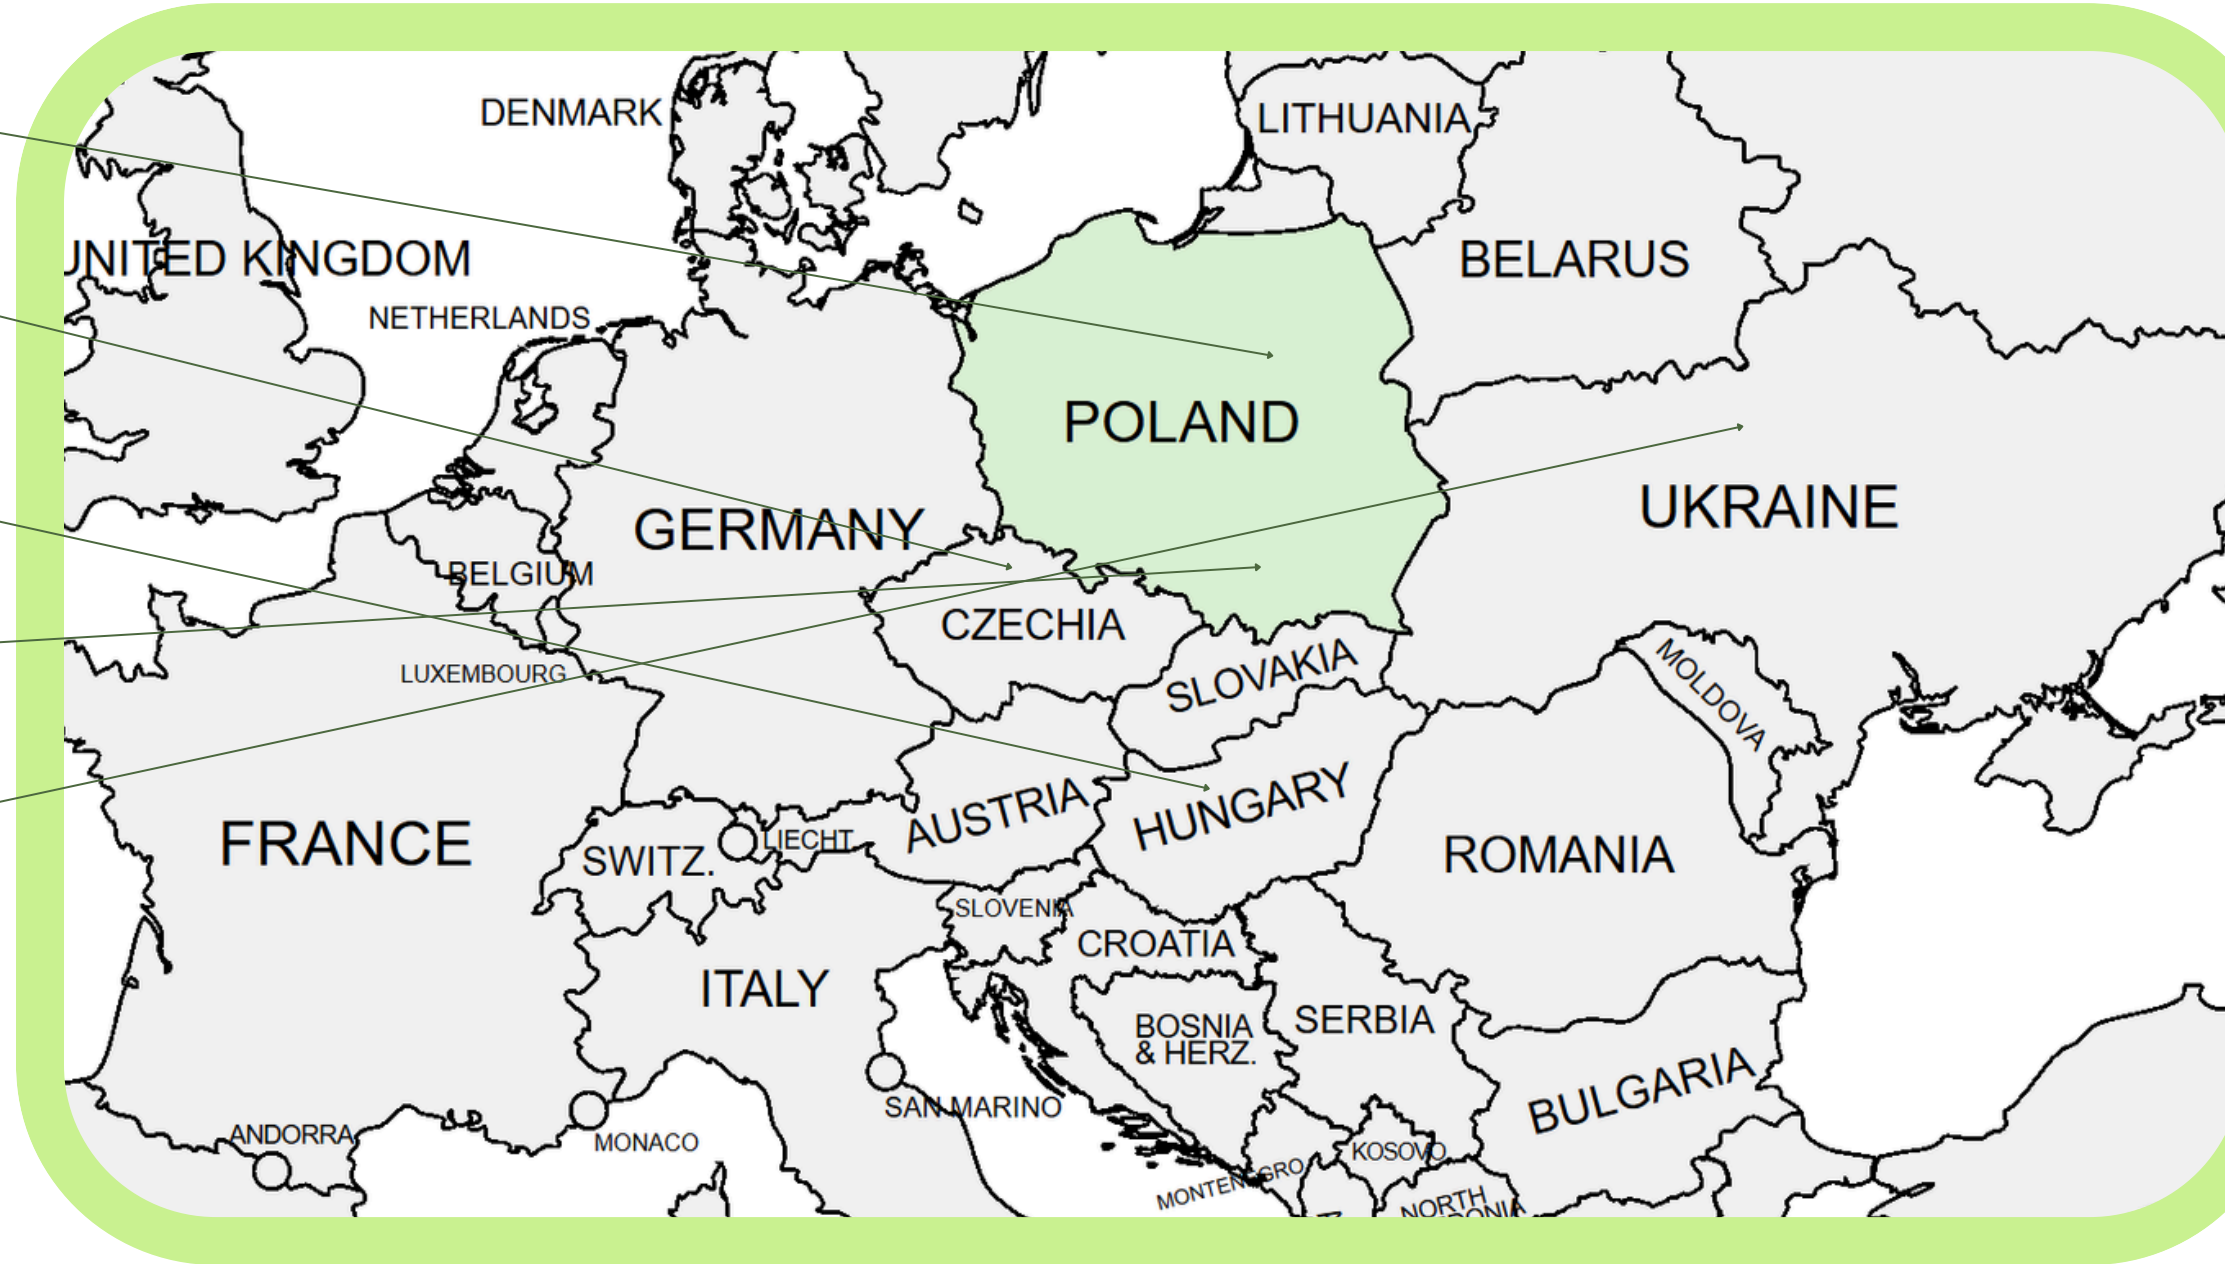 DENMARK
LITHUANIA
UNITED KINGDOM
BELARUS
NETHERLANDS
POLAND
UKRAINE
GERMANY
BELGIUM
CZECHIA
SLOVAKIA
LUXEMBOURG
MOLDOVA
AUSTRIA
HUNGARY
FRANCE
SWITZ.
LIECHT.
ROMANIA
SLOVENIA
CROATIA
ITALY
BOSNIA
& HERZ.
SERBIA
BULGARIA
SAN MARINO
ANDORRA
MONACO
KOSOVO
MONTENEGRO
NORTH